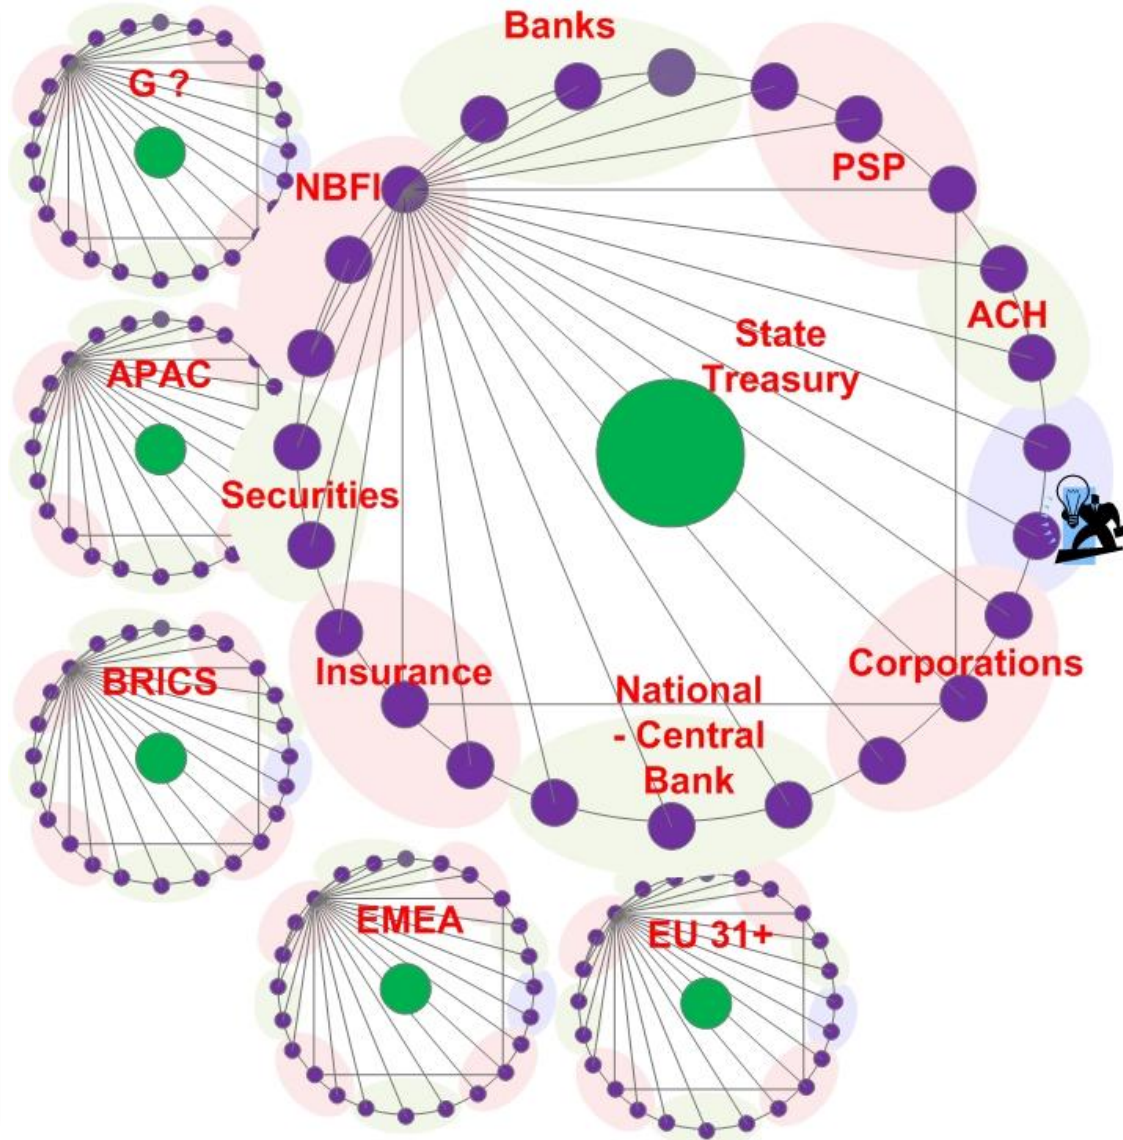 Banks
G ?
PSP
NBFI
ACH
State
Treasury
APAC
Securities
Insurance
Corporations
National
- Central
Bank
BRICS
EMEA
EU 31+